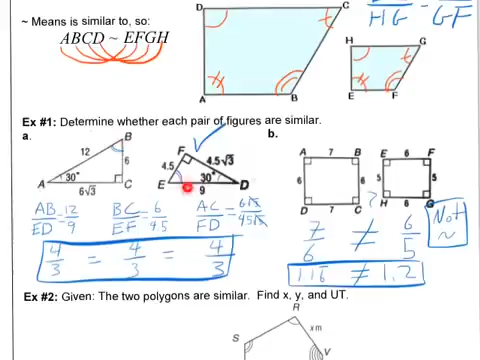 HG GF
~ Means is similar to, so:
ABCD ~ EFGH
D C
A B
H G
E F
Ex #1: Determine whether each pair of figures are similar.
a. b.
B
12 6
A 30° C
6√3
F
4.5 4.5√3
30°
E 9 D
A 7 B
7 7
D 7 C
E 6 F
5 5
H 6 G
?
AB/ED = 12/9 BC/EF = 6/4.5 AC/FD = 6√3/4.5√3
4/3 = 4/3 = 4/3
7/6 ≠ 6/5
Not
~
1.16 ≠ 1.2
Ex #2: Given: The two polygons are similar. Find x, y, and UT.
R
x m
S
V